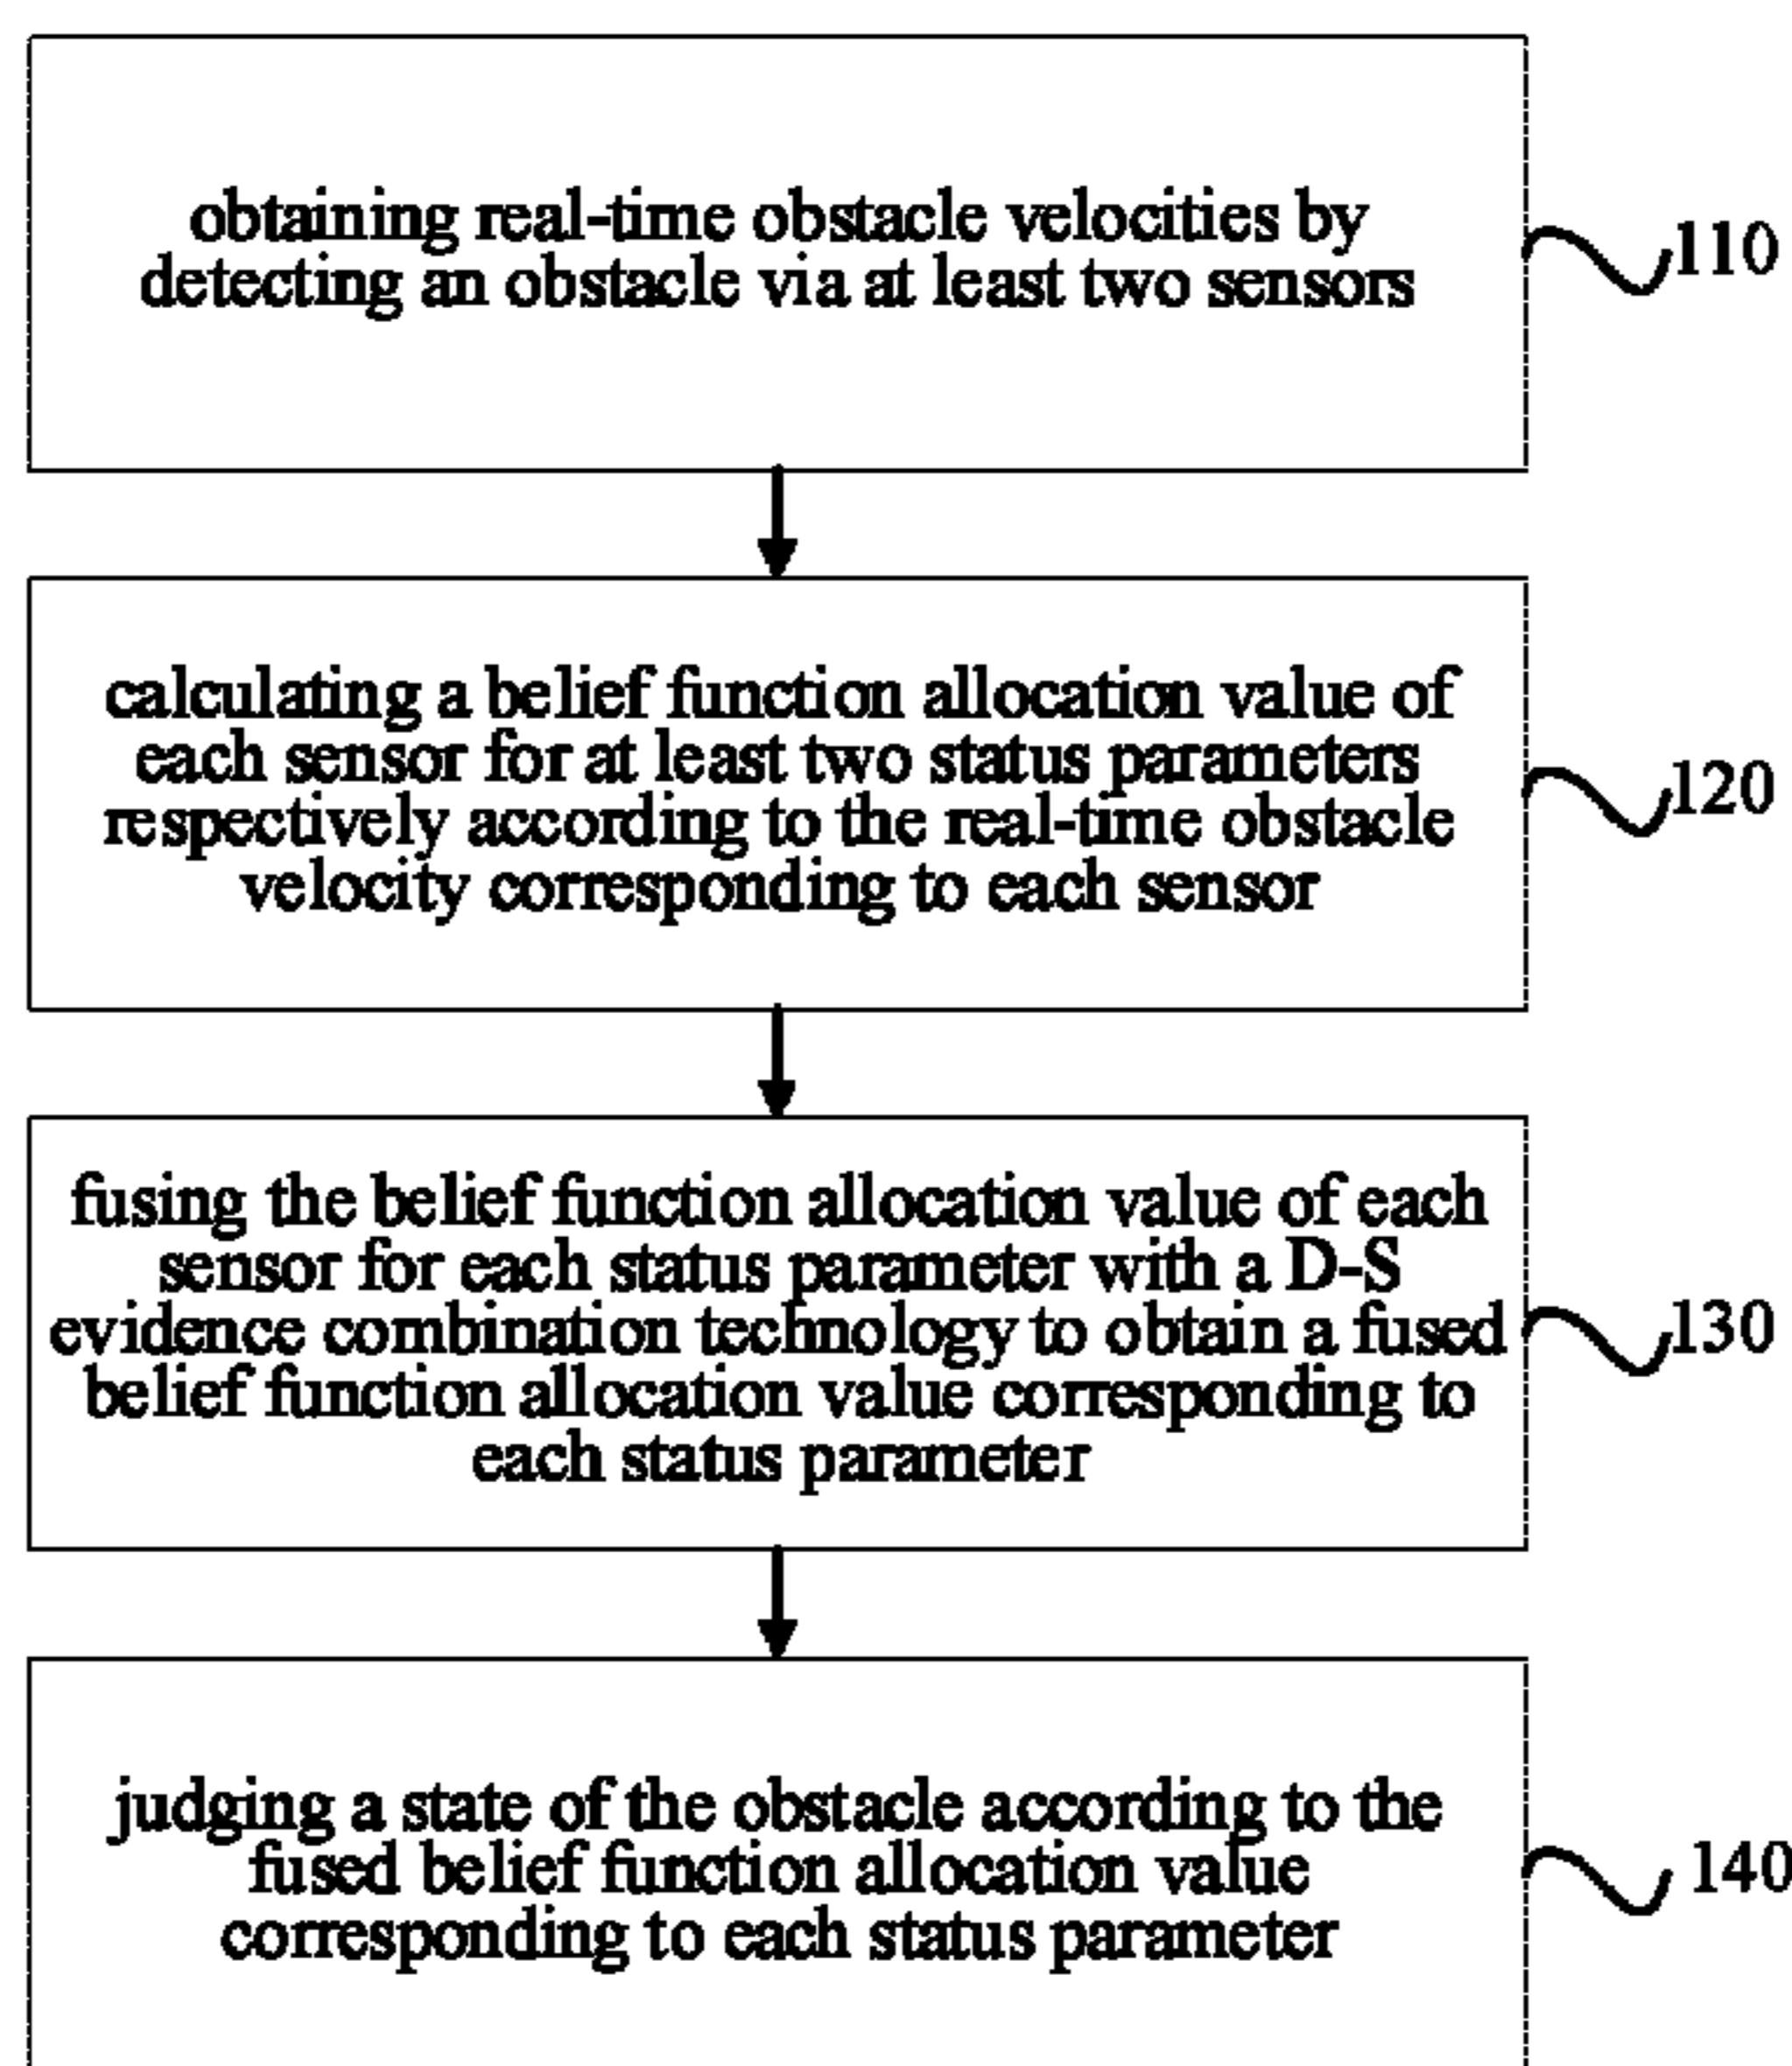 obtaining real-time obstacle velocities by
detecting an obstacle via at least two sensors
110
calculating a belief function allocation value of
each sensor for at least two status parameters
respectively according to the real-time obstacle
velocity corresponding to each sensor
120
fusing the belief function allocation value of each
sensor for each status parameter with a D-S
evidence combination technology to obtain a fused
belief function allocation value corresponding to
each status parameter
130
judging a state of the obstacle according to the
fused belief function allocation value
corresponding to each status parameter
140